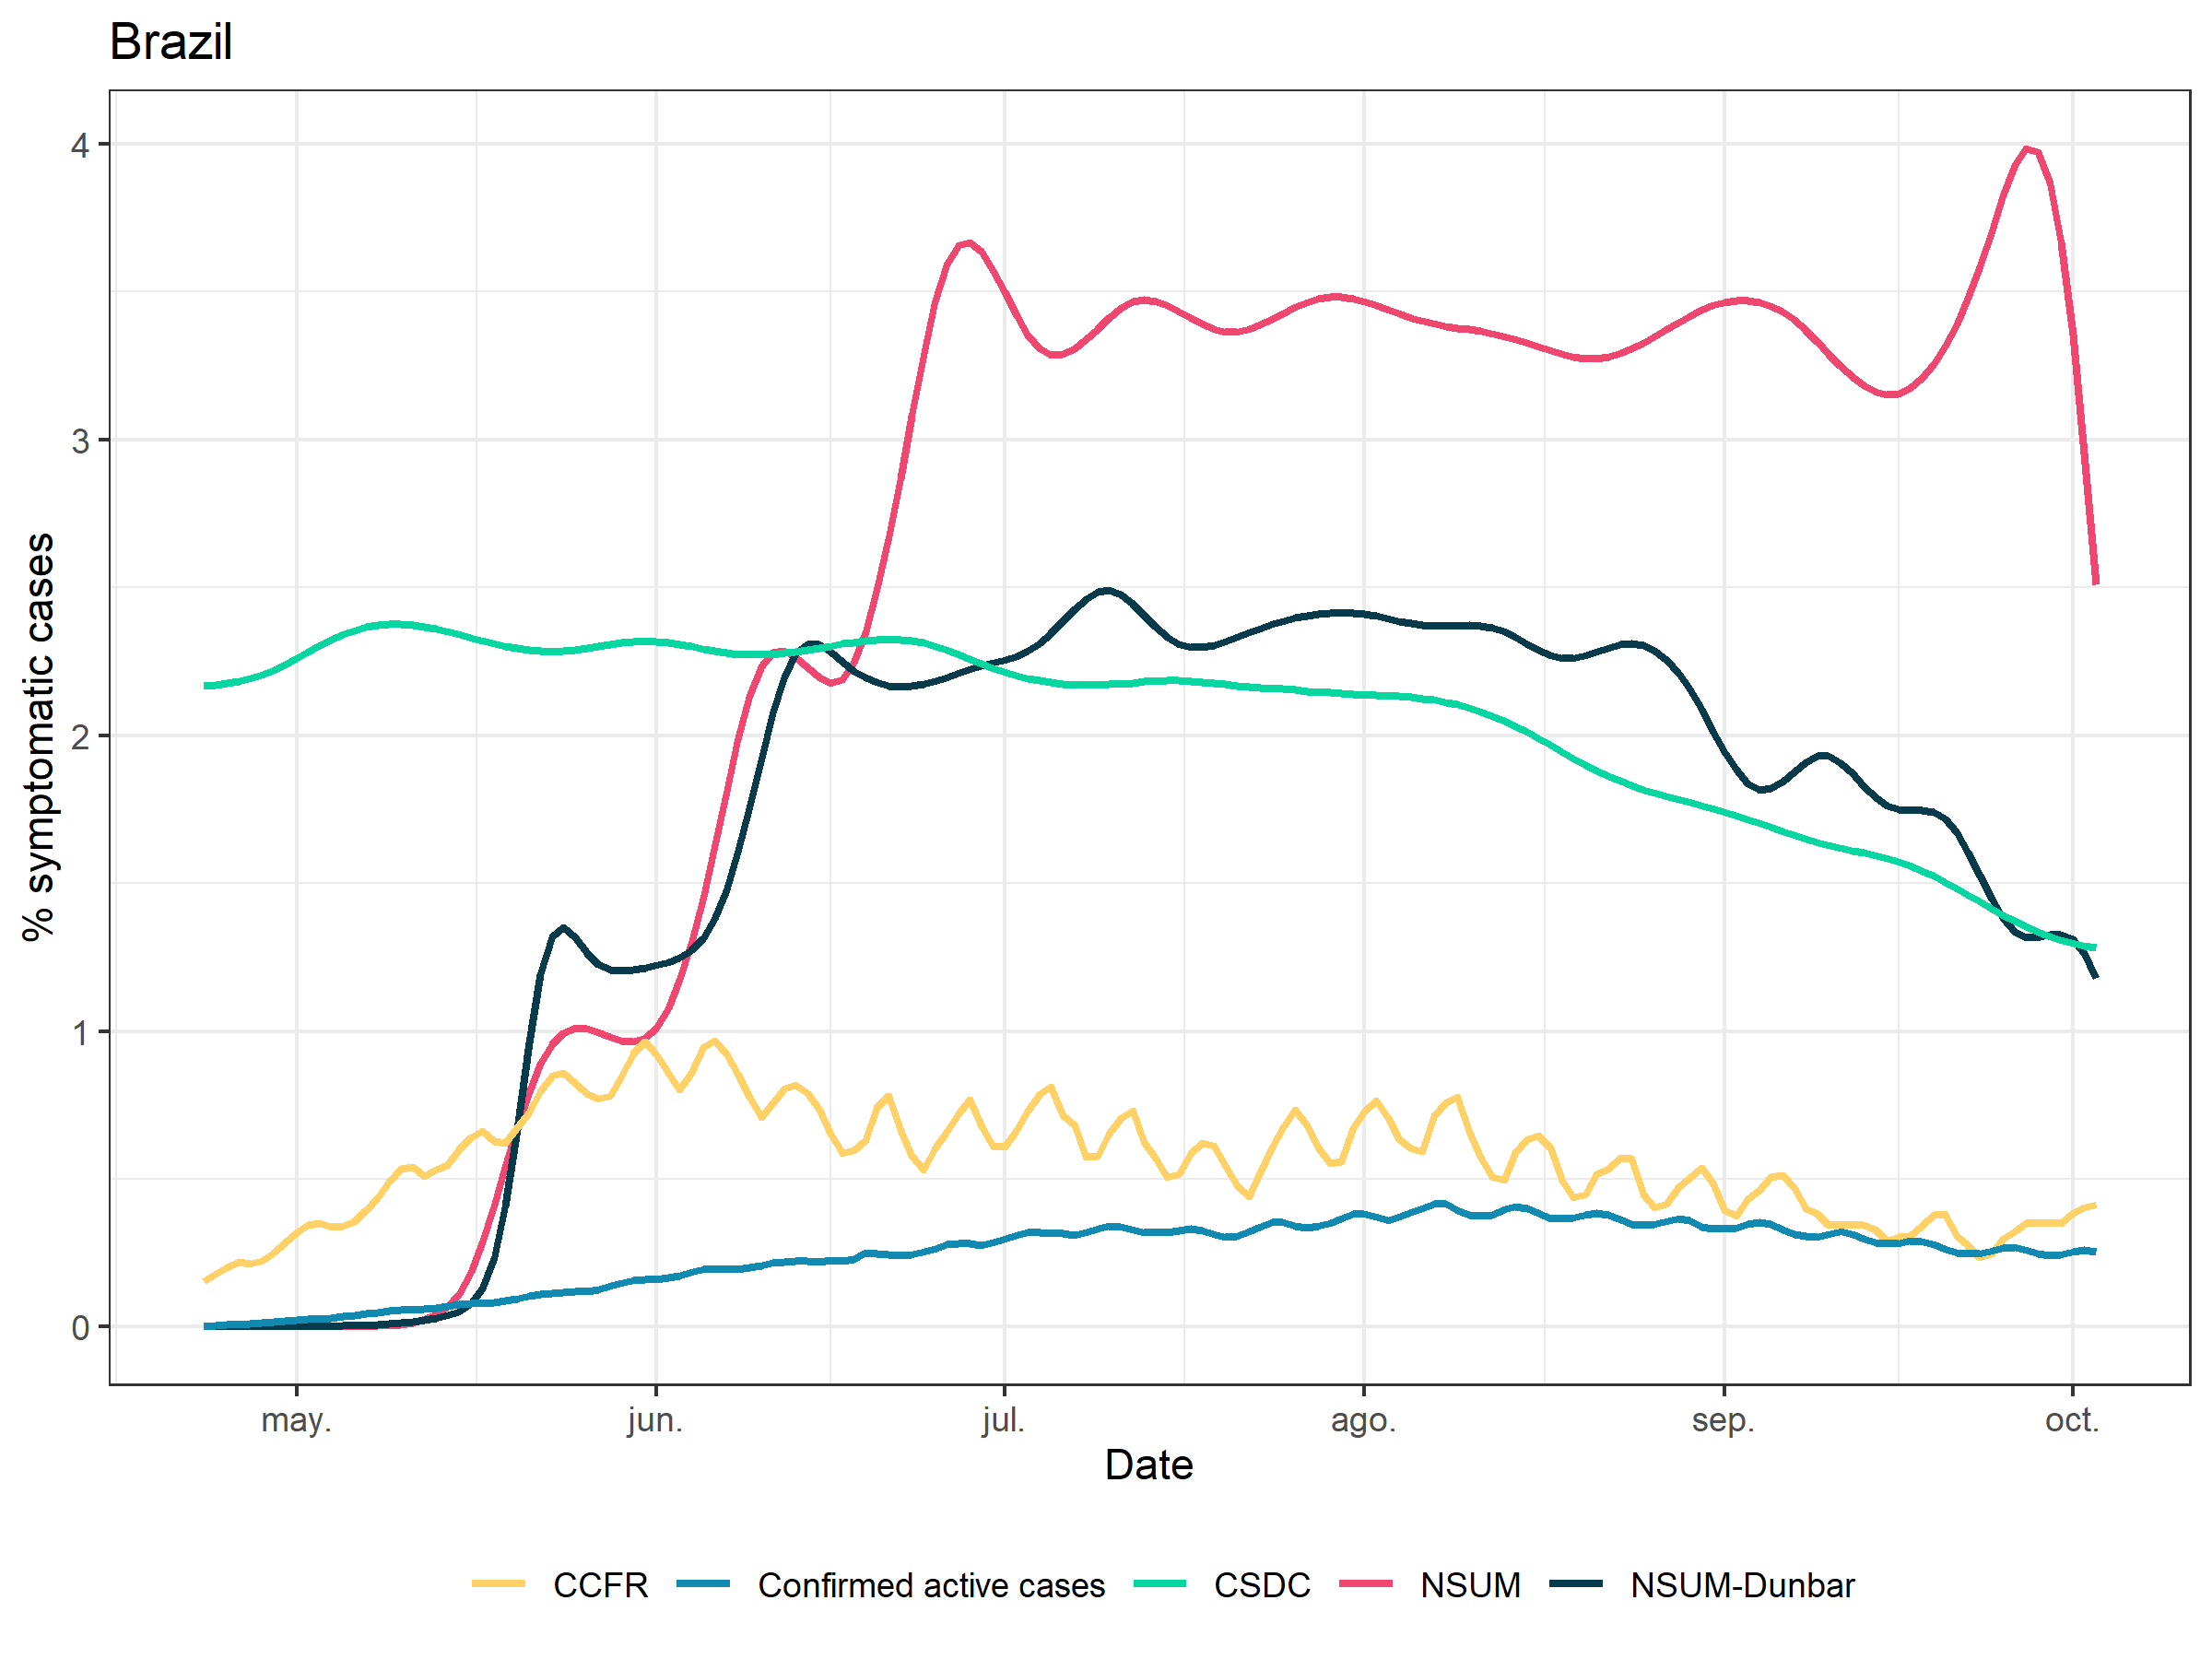 Brazil
% symptomatic cases
4
3
2
1
0
may. jun. jul. ago. sep. oct.
Date
CCFR Confirmed active cases CSDC NSUM NSUM-Dunbar